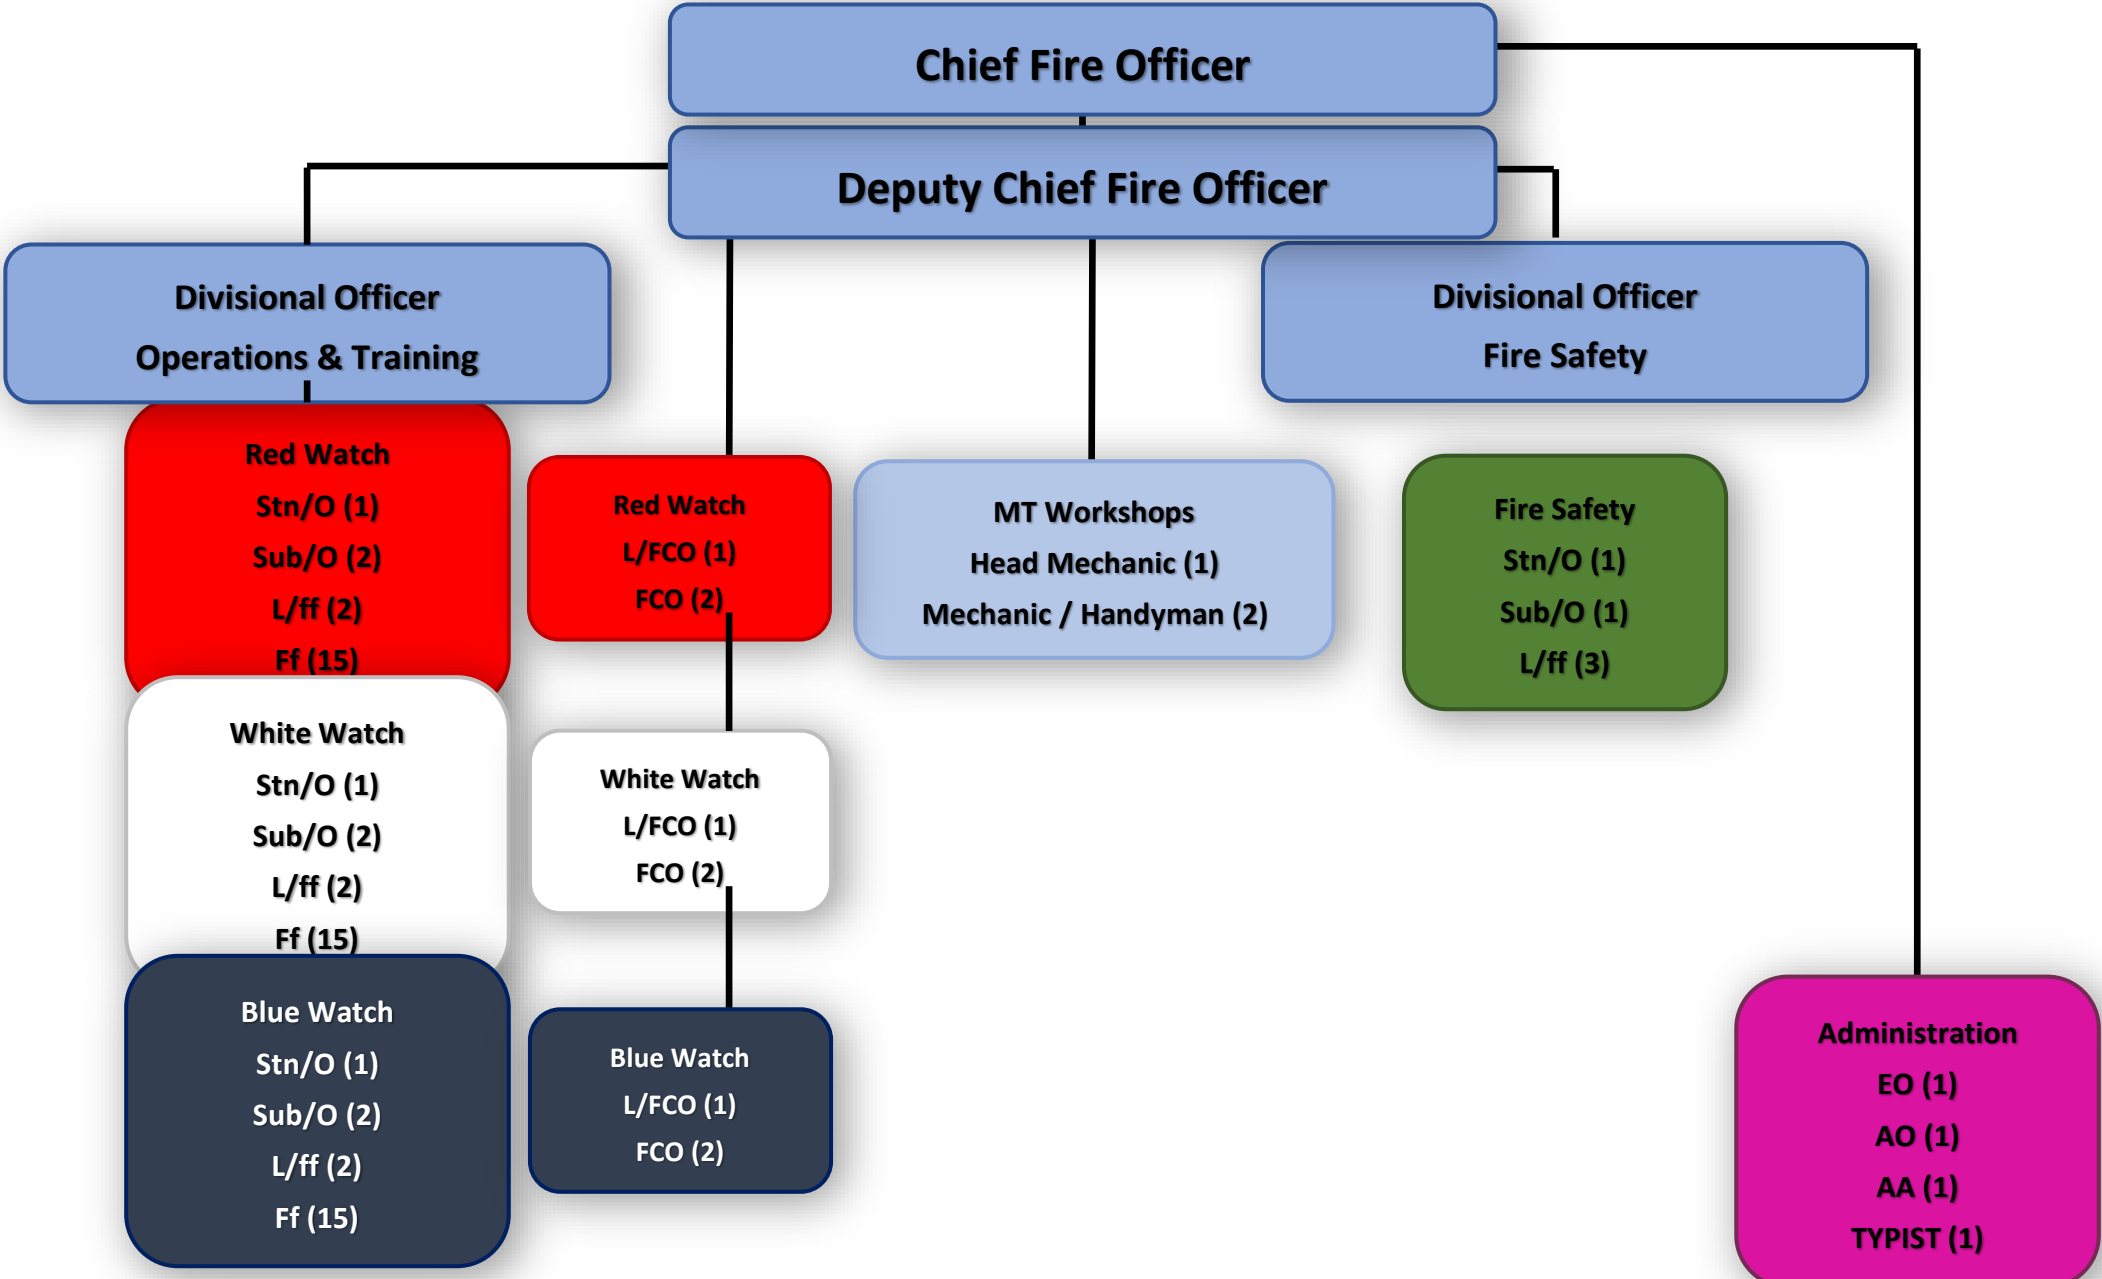 Chief Fire Officer
Deputy Chief Fire Officer
Divisional Officer
Operations & Training
Divisional Officer
Fire Safety
Red Watch
Stn/O (1)
Sub/O (2)
L/ff (2)
Ff (15)
White Watch
Stn/O (1)
Sub/O (2)
L/ff (2)
Ff (15)
Blue Watch
Stn/O (1)
Sub/O (2)
L/ff (2)
Ff (15)
Red Watch
L/FCO (1)
FCO (2)
White Watch
L/FCO (1)
FCO (2)
Blue Watch
L/FCO (1)
FCO (2)
MT Workshops
Head Mechanic (1)
Mechanic / Handyman (2)
Fire Safety
Stn/O (1)
Sub/O (1)
L/ff (3)
Administration
EO (1)
AO (1)
AA (1)
TYPIST (1)